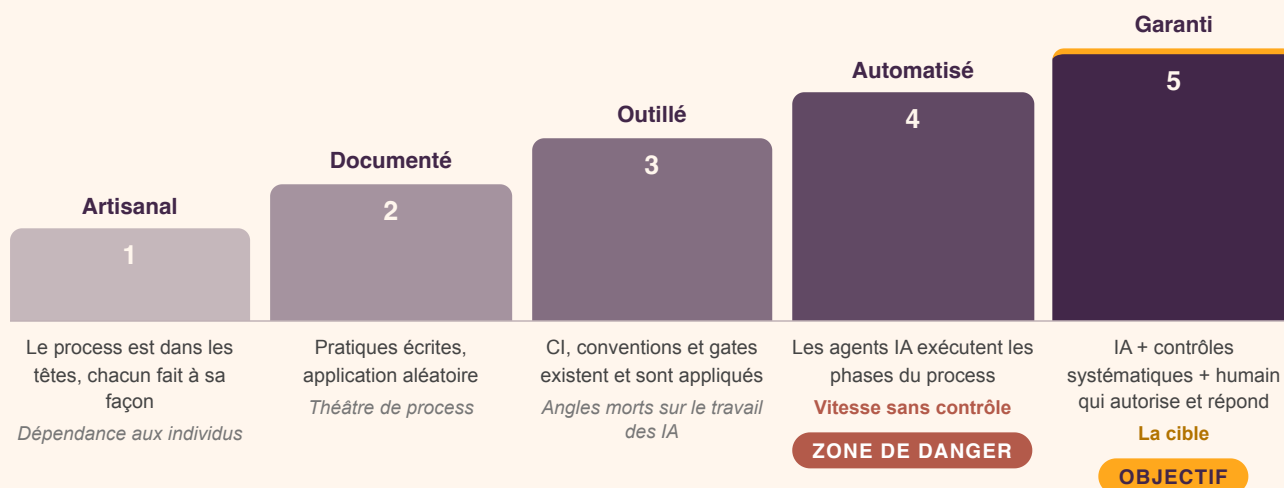 Artisanal
1
Le process est dans les
têtes, chacun fait à sa
façon
Dépendance aux individus
Documenté
2
Pratiques écrites,
application aléatoire
Théâtre de process
Outillé
3
CI, conventions et gates
existent et sont appliqués
Angles morts sur le travail
des IA
Automatisé
4
Les agents IA exécutent les
phases du process
Vitesse sans contrôle
ZONE DE DANGER
Garanti
5
IA + contrôles
systématiques + humain
qui autorise et répond
La cible
OBJECTIF